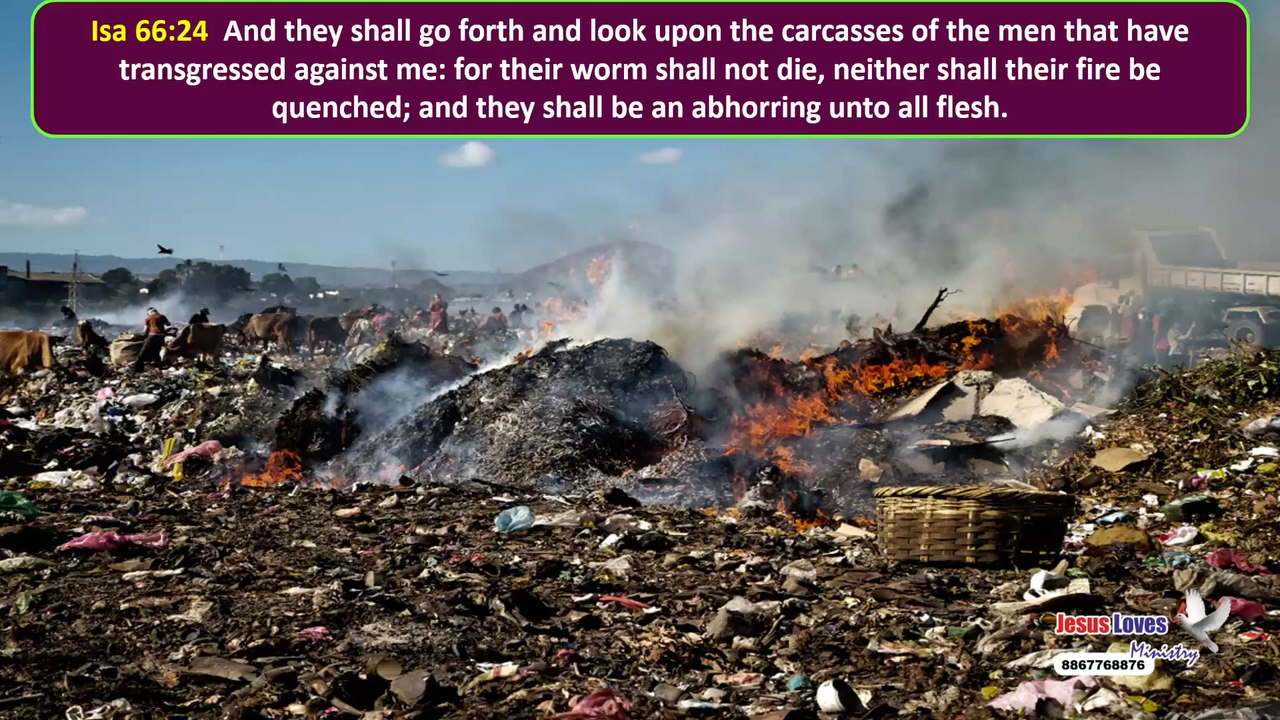 Isa 66:24 And they shall go forth and look upon the carcasses of the men that have
transgressed against me: for their worm shall not die, neither shall their fire be
quenched; and they shall be an abhorring unto all flesh.
Jesus Loves
Ministry
8867768876